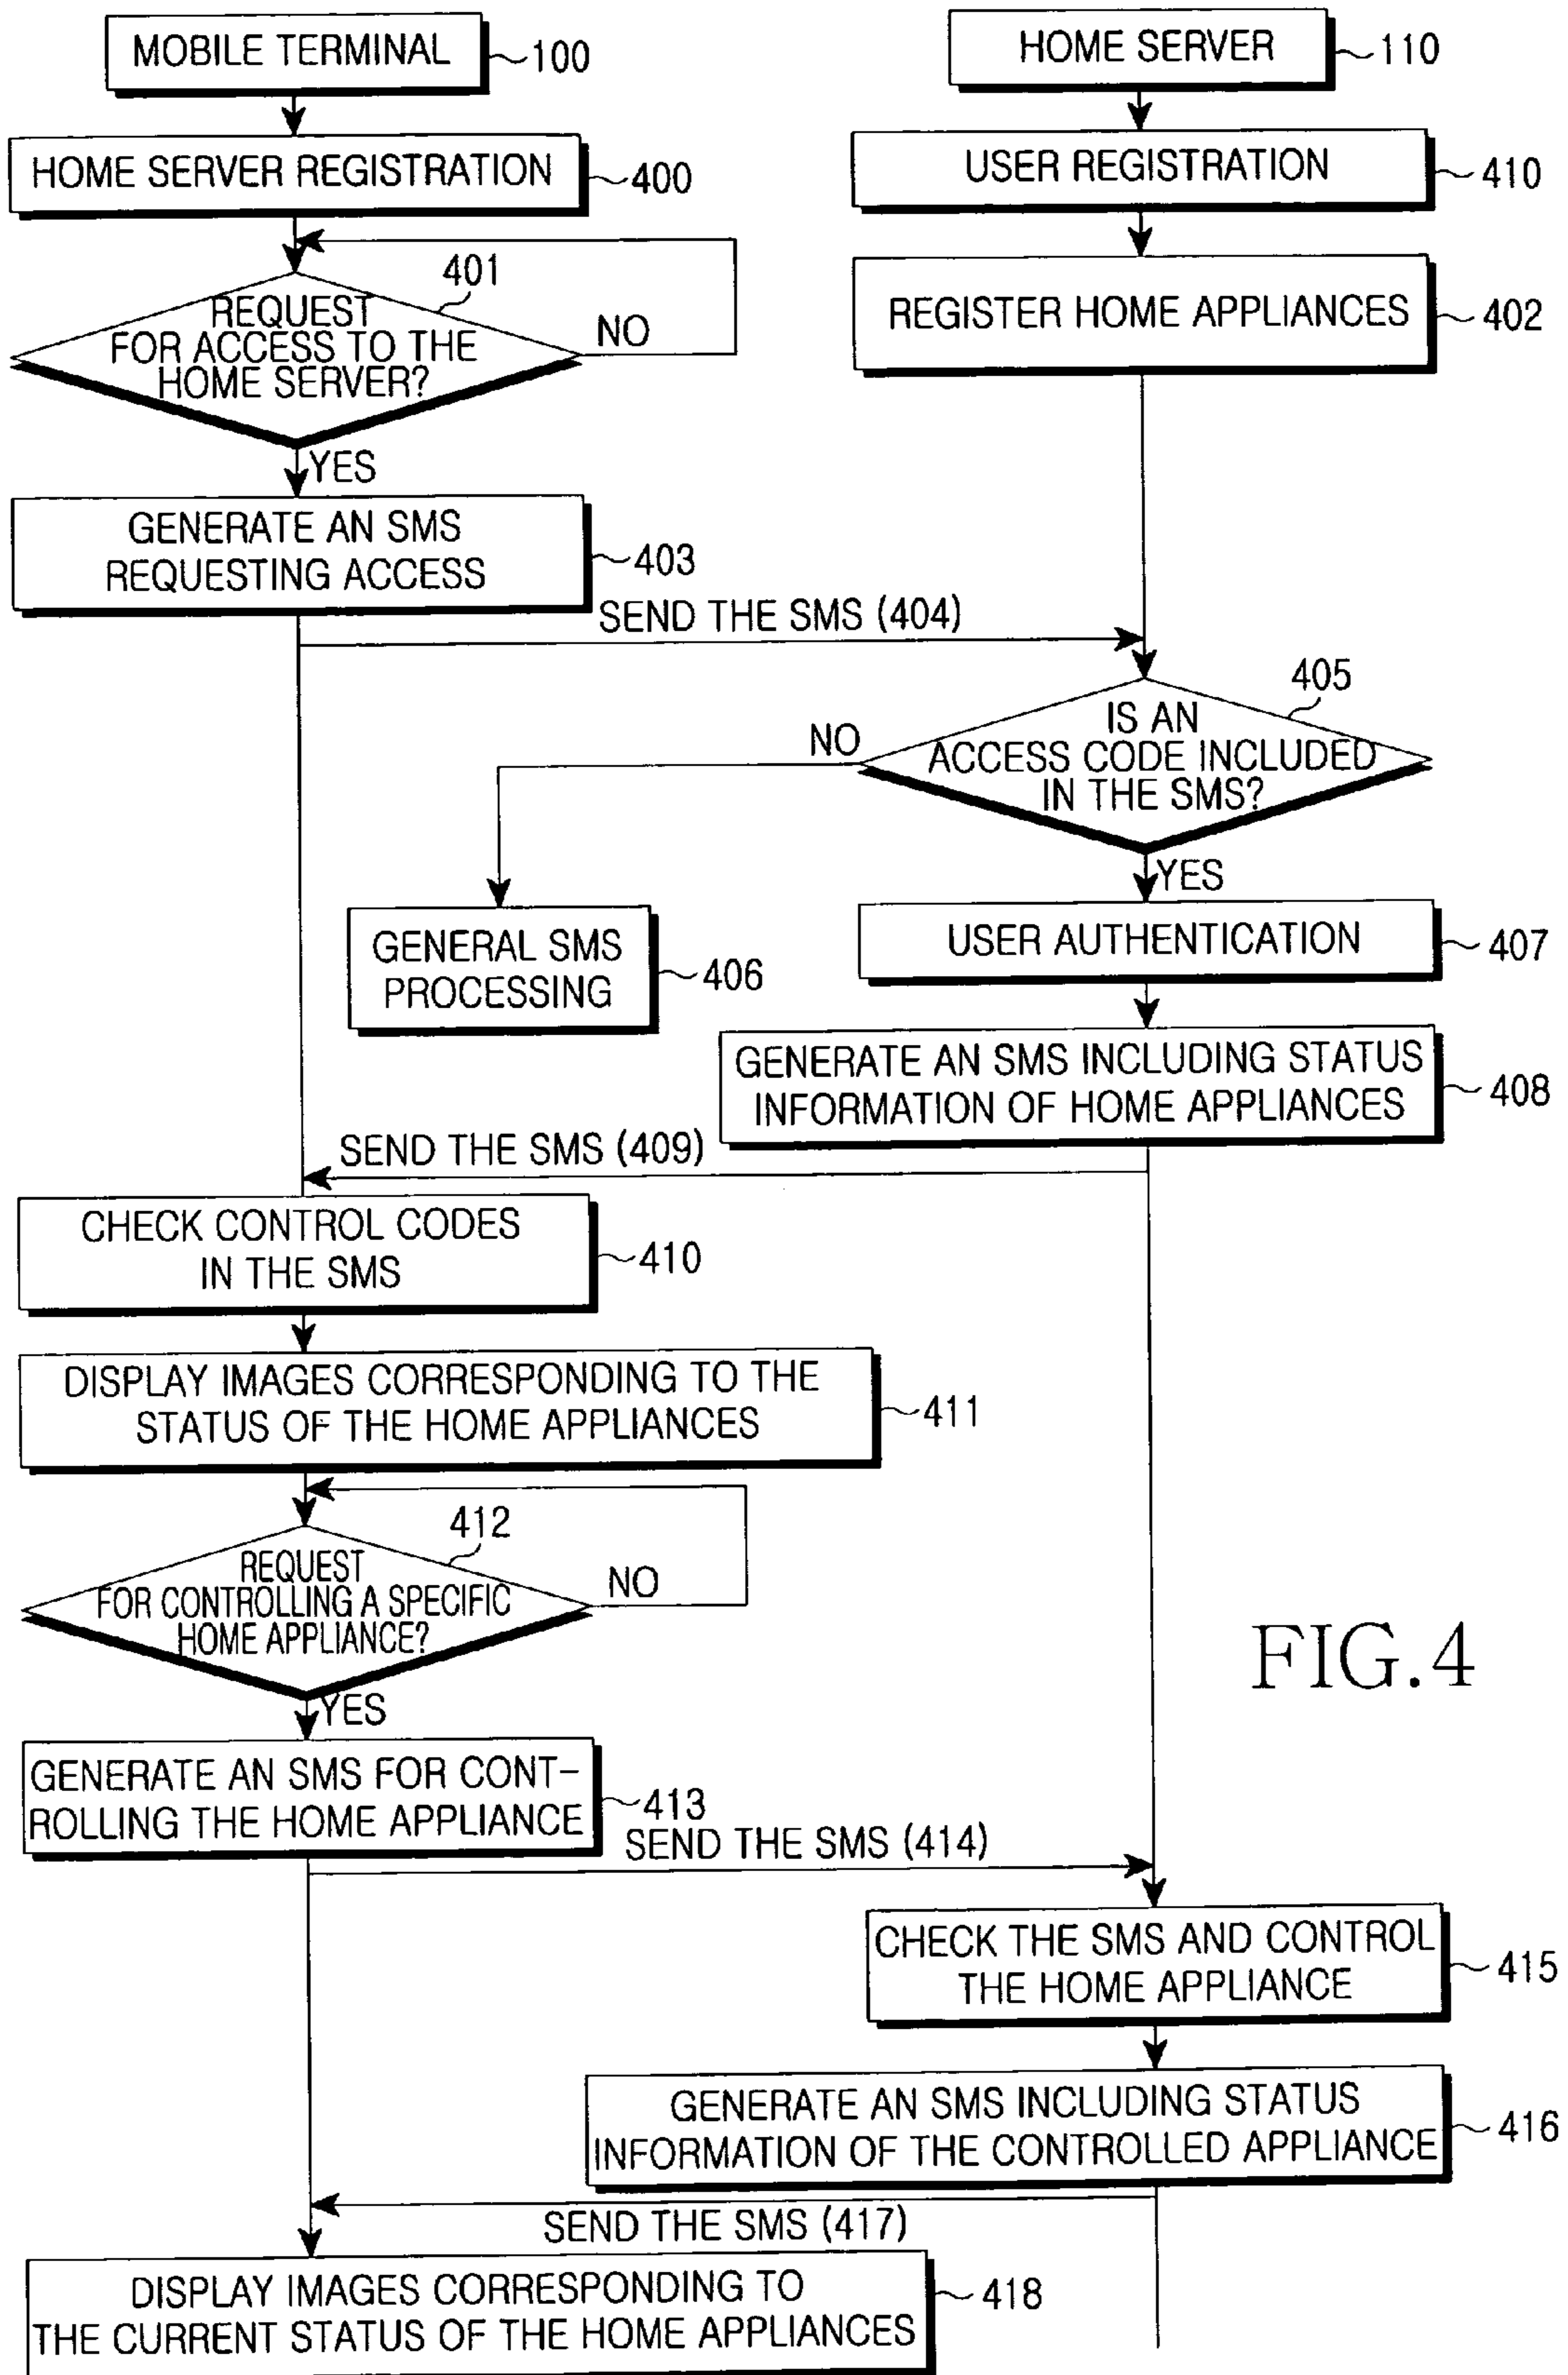 MOBILE TERMINAL
100
HOME SERVER
110
HOME SERVER REGISTRATION
400
USER REGISTRATION
410
REGISTER HOME APPLIANCES
402
401
REQUEST
FOR ACCESS TO THE
HOME SERVER?
NO
YES
GENERATE AN SMS
REQUESTING ACCESS
403
SEND THE SMS (404)
405
IS AN
ACCESS CODE INCLUDED
IN THE SMS?
NO
YES
GENERAL SMS
PROCESSING
406
USER AUTHENTICATION
407
GENERATE AN SMS INCLUDING STATUS
INFORMATION OF HOME APPLIANCES
408
SEND THE SMS (409)
CHECK CONTROL CODES
IN THE SMS
410
DISPLAY IMAGES CORRESPONDING TO THE
STATUS OF THE HOME APPLIANCES
411
412
REQUEST
FOR CONTROLLING A SPECIFIC
HOME APPLIANCE?
NO
YES
FIG.4
GENERATE AN SMS FOR CONT-
ROLLING THE HOME APPLIANCE
413
SEND THE SMS (414)
CHECK THE SMS AND CONTROL
THE HOME APPLIANCE
415
GENERATE AN SMS INCLUDING STATUS
INFORMATION OF THE CONTROLLED APPLIANCE
416
SEND THE SMS (417)
DISPLAY IMAGES CORRESPONDING TO
THE CURRENT STATUS OF THE HOME APPLIANCES
418